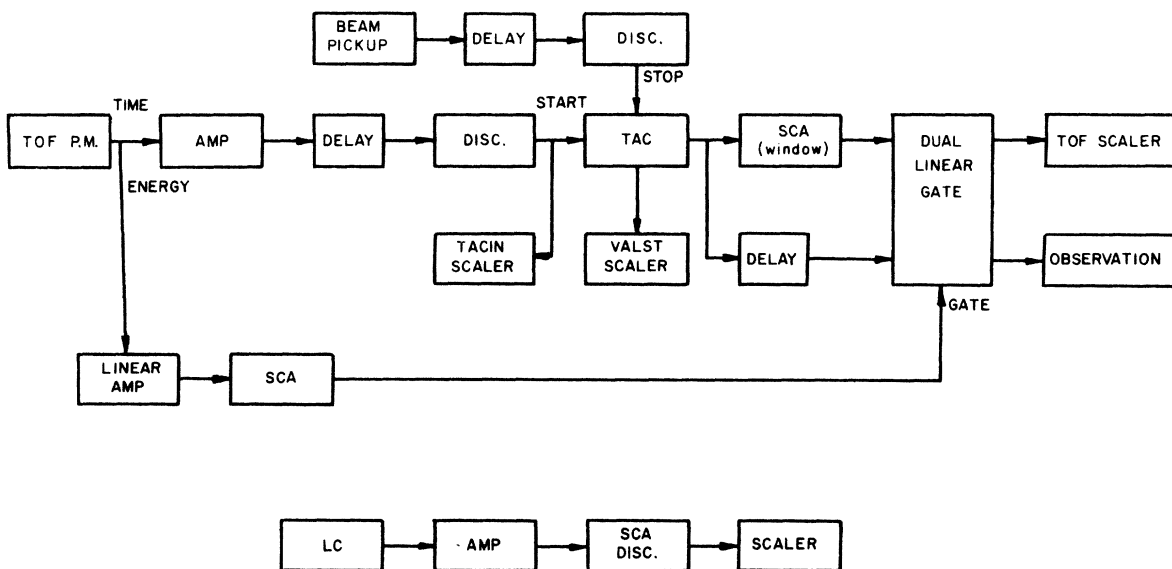 BEAM
PICKUP
DELAY
DISC.
STOP
TIME
START
TOF P.M.
AMP
DELAY
DISC.
TAC
SCA
(window)
DUAL
LINEAR
GATE
TOF SCALER
ENERGY
TACIN
SCALER
VALST
SCALER
DELAY
OBSERVATION
GATE
LINEAR
AMP
SCA
LC
AMP
SCA
DISC.
SCALER